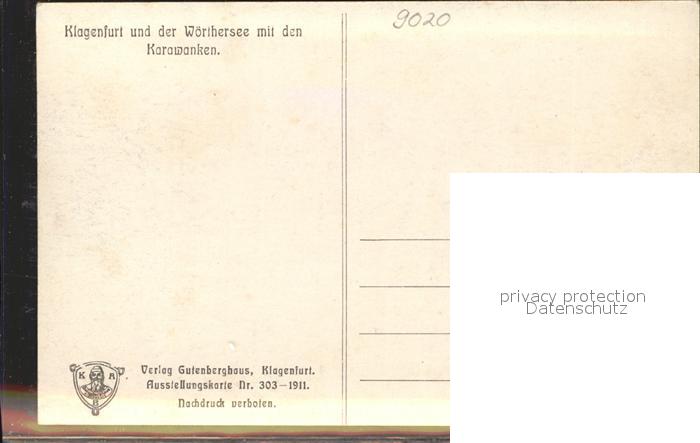 9020
Klagenfurt und der Wörthersee mit den
Karawanken.
privacy protection
Datenschutz
K A
Verlag Gutenberghaus, Klagenfurt.
Ausstellungskarte Nr. 303–1911.
Nachdruck verboten.